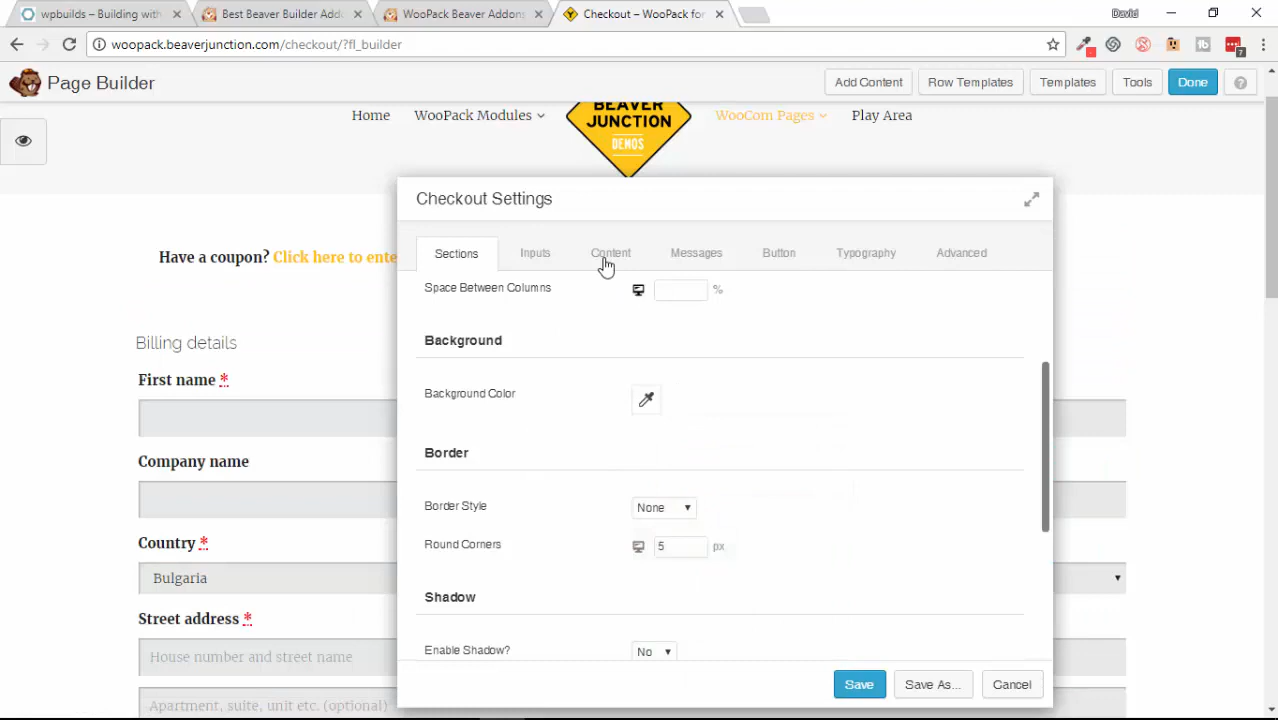 wpbuilds – Building with
Best Beaver Builder Add
WooPack Beaver Addons
Checkout – WooPack for
David
woopack.beaverjunction.com/checkout/?fl_builder
7
Page Builder
Add Content
Row Templates
Templates
Tools
Done
?
Home
WooPack Modules
BEAVER
JUNCTION
DEMOS
WooCom Pages
Play Area
Checkout Settings
Have a coupon? Click here to ente
Sections
Inputs
Content
Messages
Button
Typography
Advanced
Space Between Columns
%
Background
Billing details
First name *
Background Color
Border
Company name
Border Style
None
Country *
Round Corners
5
px
Bulgaria
Shadow
Street address *
Enable Shadow?
No
House number and street name
Save
Save As...
Cancel
Apartment, suite, unit etc. (optional)